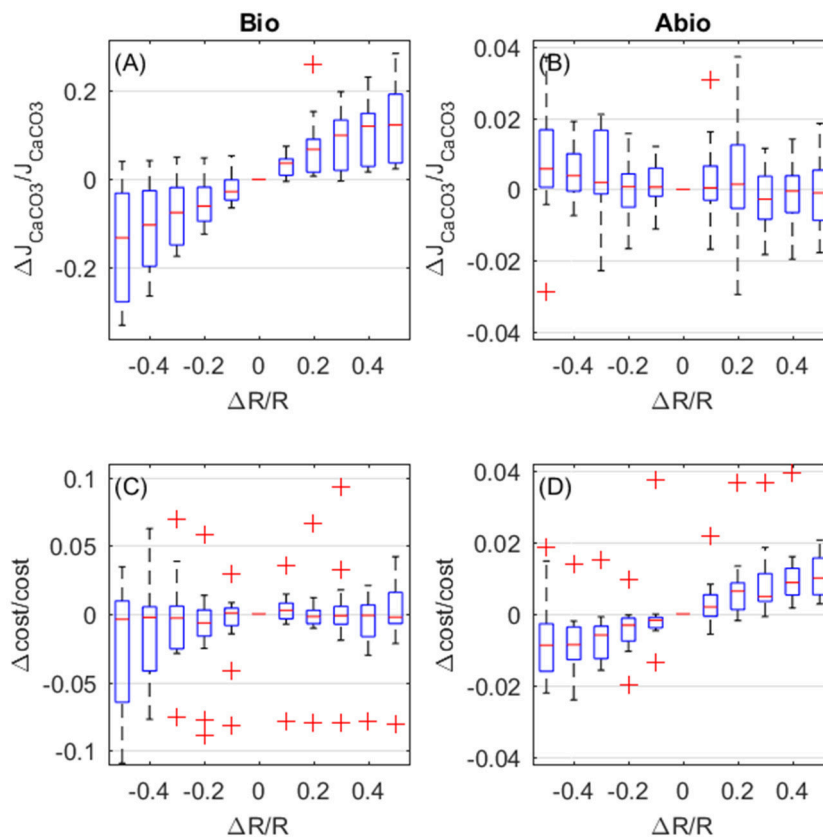 Bio
Abio
(A)
0.2
0
-0.2
ΔJCaCO3/JCaCO3
-0.4 -0.2 0 0.2 0.4
ΔR/R
(B)
0.04
0.02
0
-0.02
-0.04
ΔJCaCO3/JCaCO3
-0.4 -0.2 0 0.2 0.4
ΔR/R
(C)
0.1
0.05
0
-0.05
-0.1
Δcost/cost
-0.4 -0.2 0 0.2 0.4
ΔR/R
(D)
0.04
0.02
0
-0.02
-0.04
Δcost/cost
-0.4 -0.2 0 0.2 0.4
ΔR/R